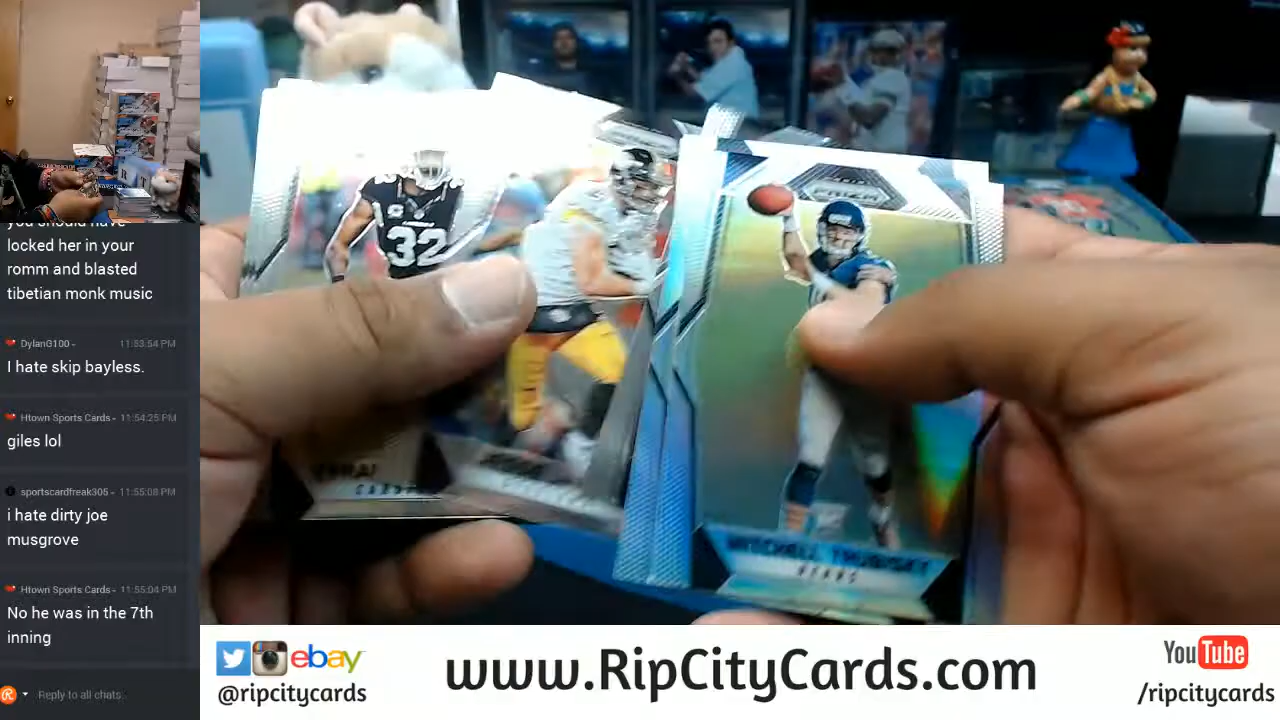 you should have
locked her in your
romm and blasted
tibetian monk music
DylanG100 - 11:53:54 PM
I hate skip bayless.
Htown Sports Cards - 11:54:25 PM
giles lol
sportscardfreak305 - 11:55:08 PM
i hate dirty joe
musgrove
Htown Sports Cards - 11:55:04 PM
No he was in the 7th
inning
Reply to all chats.
32
PRIZM
MITCHELL TRUBISKY
BEARS
ebay
@ripcitycards
www.RipCityCards.com
YouTube
/ripcitycards